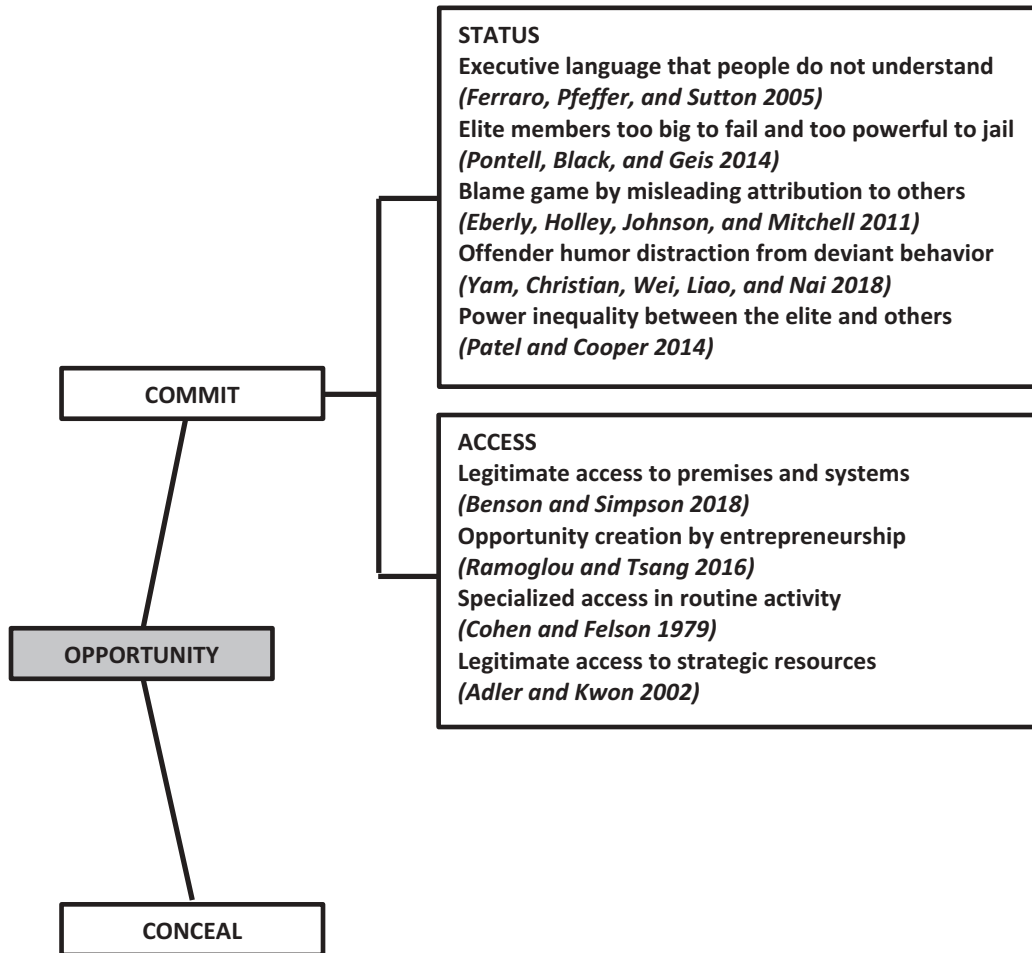 STATUS
Executive language that people do not understand
(Ferraro, Pfeffer, and Sutton 2005)
Elite members too big to fail and too powerful to jail
(Pontell, Black, and Geis 2014)
Blame game by misleading attribution to others
(Eberly, Holley, Johnson, and Mitchell 2011)
Offender humor distraction from deviant behavior
(Yam, Christian, Wei, Liao, and Nai 2018)
Power inequality between the elite and others
(Patel and Cooper 2014)
COMMIT
ACCESS
Legitimate access to premises and systems
(Benson and Simpson 2018)
Opportunity creation by entrepreneurship
(Ramoglou and Tsang 2016)
Specialized access in routine activity
(Cohen and Felson 1979)
Legitimate access to strategic resources
(Adler and Kwon 2002)
OPPORTUNITY
CONCEAL